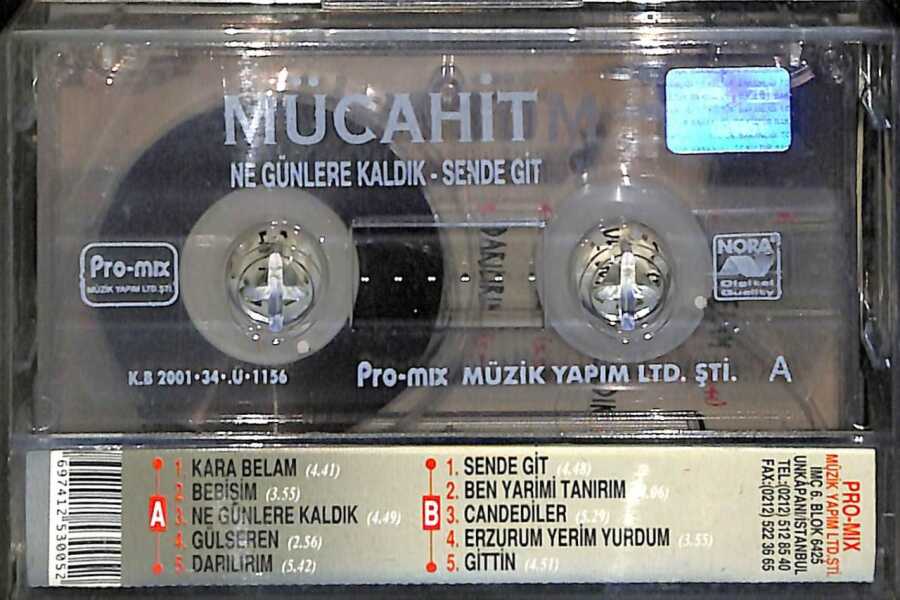 MÜCAHİT
NE GÜNLERE KALDIK - SENDE GİT
Pro-mix
MÜZİK YAPIM LTD.ŞTİ.
NORA
Digital
Quality
K.B 2001·34·.U·1156
Pro-mix MÜZİK YAPIM LTD. ŞTİ. A
A
1. KARA BELAM (4.41)
2. BEBİŞİM (3.55)
3. NE GÜNLERE KALDIK (4.49)
4. GÜLSEREN (2.56)
5. DARILIRIM (5.42)
B
1. SENDE GİT (4.48)
2. BEN YARİMİ TANIRIM
3. CANDEDİLER (5.29)
4. ERZURUM YERİM YURDUM (3.55)
5. GİTTİN (4.51)
PRO-MIX
MÜZİK YAPIM LTD.ŞTİ.
IMC 6. BLOK 6425
UNKAPANI/İSTANBUL
TEL:(0212) 512 85 40
FAX:(0212) 522 36 65
697412 530052